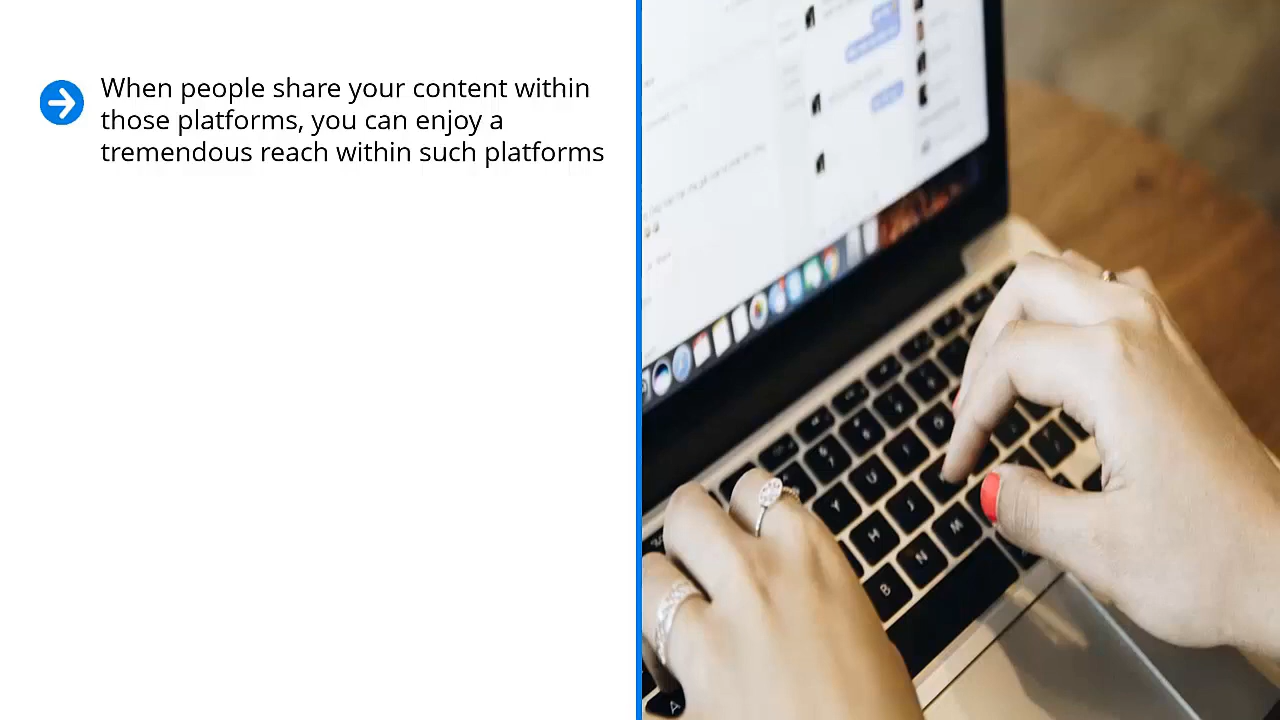 When people share your content within
those platforms, you can enjoy a
tremendous reach within such platforms
Y
U
H
J
B
N
M
A